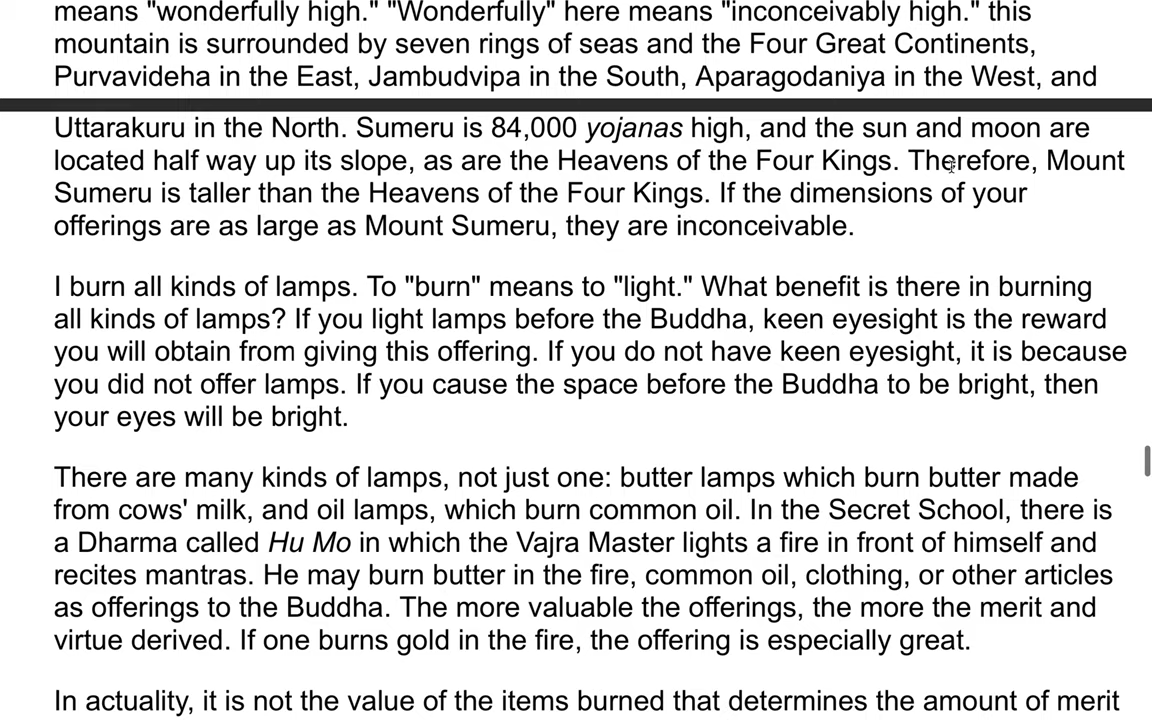 means "wonderfully high." "Wonderfully" here means "inconceivably high." this
mountain is surrounded by seven rings of seas and the Four Great Continents,
Purvavideha in the East, Jambudvipa in the South, Aparagodaniya in the West, and
Uttarakuru in the North. Sumeru is 84,000 yojanas high, and the sun and moon are
located half way up its slope, as are the Heavens of the Four Kings. Therefore, Mount
Sumeru is taller than the Heavens of the Four Kings. If the dimensions of your
offerings are as large as Mount Sumeru, they are inconceivable.
I burn all kinds of lamps. To "burn" means to "light." What benefit is there in burning
all kinds of lamps? If you light lamps before the Buddha, keen eyesight is the reward
you will obtain from giving this offering. If you do not have keen eyesight, it is because
you did not offer lamps. If you cause the space before the Buddha to be bright, then
your eyes will be bright.
There are many kinds of lamps, not just one: butter lamps which burn butter made
from cows' milk, and oil lamps, which burn common oil. In the Secret School, there is
a Dharma called Hu Mo in which the Vajra Master lights a fire in front of himself and
recites mantras. He may burn butter in the fire, common oil, clothing, or other articles
as offerings to the Buddha. The more valuable the offerings, the more the merit and
virtue derived. If one burns gold in the fire, the offering is especially great.
In actuality, it is not the value of the items burned that determines the amount of merit